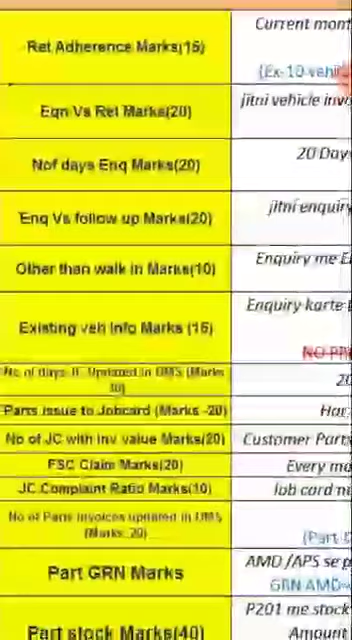 Ret Adherence Marks(15)
Current mont
(Ex-10 vehi
Eqn Vs Ret Marks(20)
jitni vehicle invo
Nof days Enq Marks(20)
20 Day
Enq Vs follow up Marks(20)
jitni enquiry
Other than walk in Marks(10)
Enquiry me E
Existing veh Info Marks (15)
Enquiry karte
NO PR
No of days JC Updated in DMS (Marks
10)
20
Parts issue to Jobcard (Marks -20)
Har
No of JC with inv value Marks(20)
Customer Parts
FSC Claim Marks(20)
Every mo
JC Complaint Ratio Marks(10)
Job card n
No of Parts invoices updated in DMS
(Marks 20)
(Part
Part GRN Marks
AMD /APS se p
GRN AMD
Part stock Marks(40)
P201 me stock
Amount